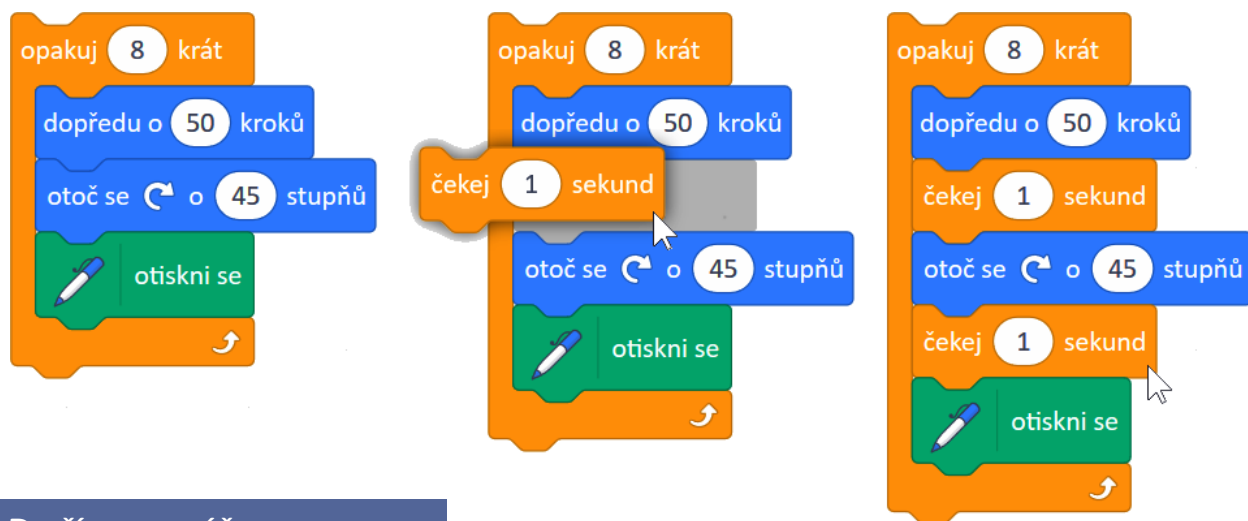 opakuj 8 krát
dopředu o 50 kroků
otoč se o 45 stupňů
otiskni se
opakuj 8 krát
dopředu o 50 kroků
čekej 1 sekund
otoč se o 45 stupňů
otiskni se
opakuj 8 krát
dopředu o 50 kroků
čekej 1 sekund
otoč se o 45 stupňů
čekej 1 sekund
otiskni se